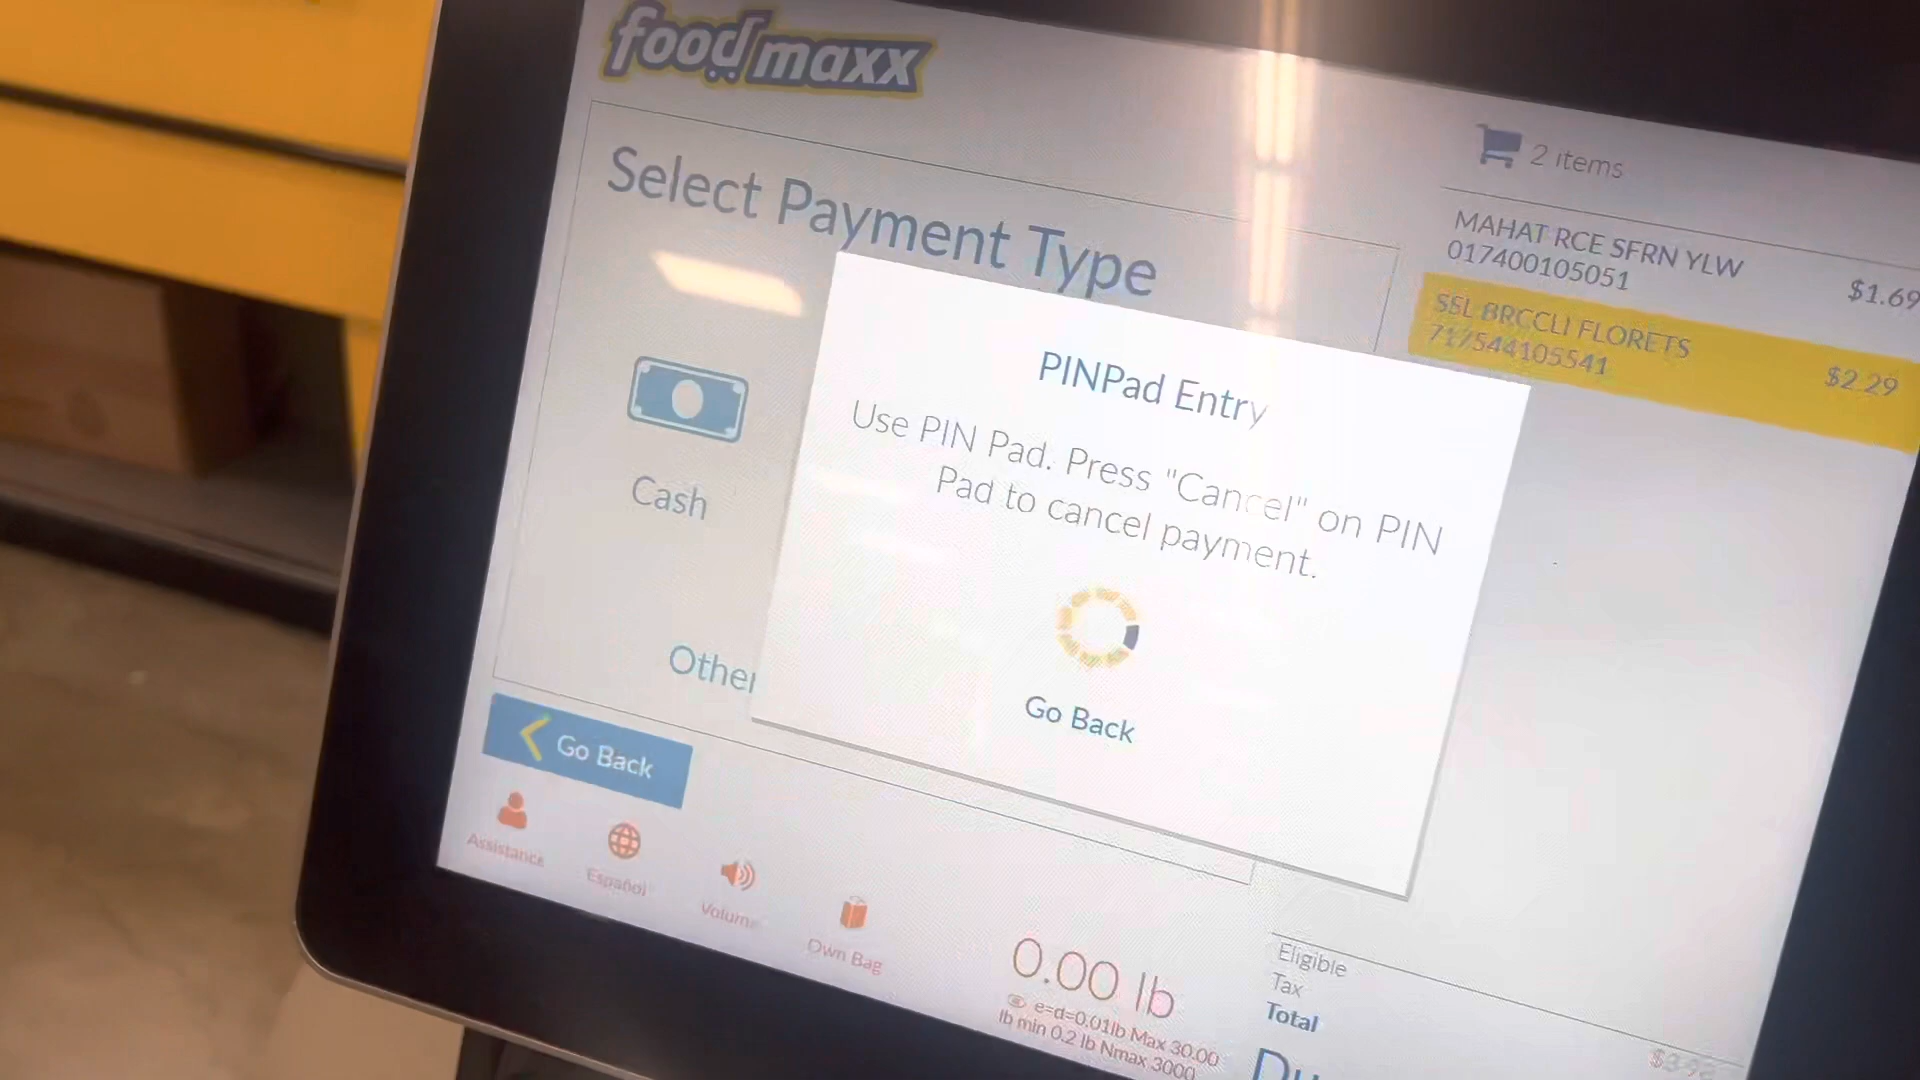 foodmaxx
Select Payment Type
2 items
MAHAT RCE SFRN YLW
017400105051
$1.69
SSL BRCCLI FLORETS
717544105541
$2.29
PINPad Entry
Use PIN Pad. Press "Cancel" on PIN
Pad to cancel payment.
Go Back
Cash
Other
Go Back
Assistance
Español
Volume
Own Bag
0.00 lb
e=d=0.01lb Max 30.00
lb min 0.2 lb Nmax 3000
Eligible
Tax
Total
Du